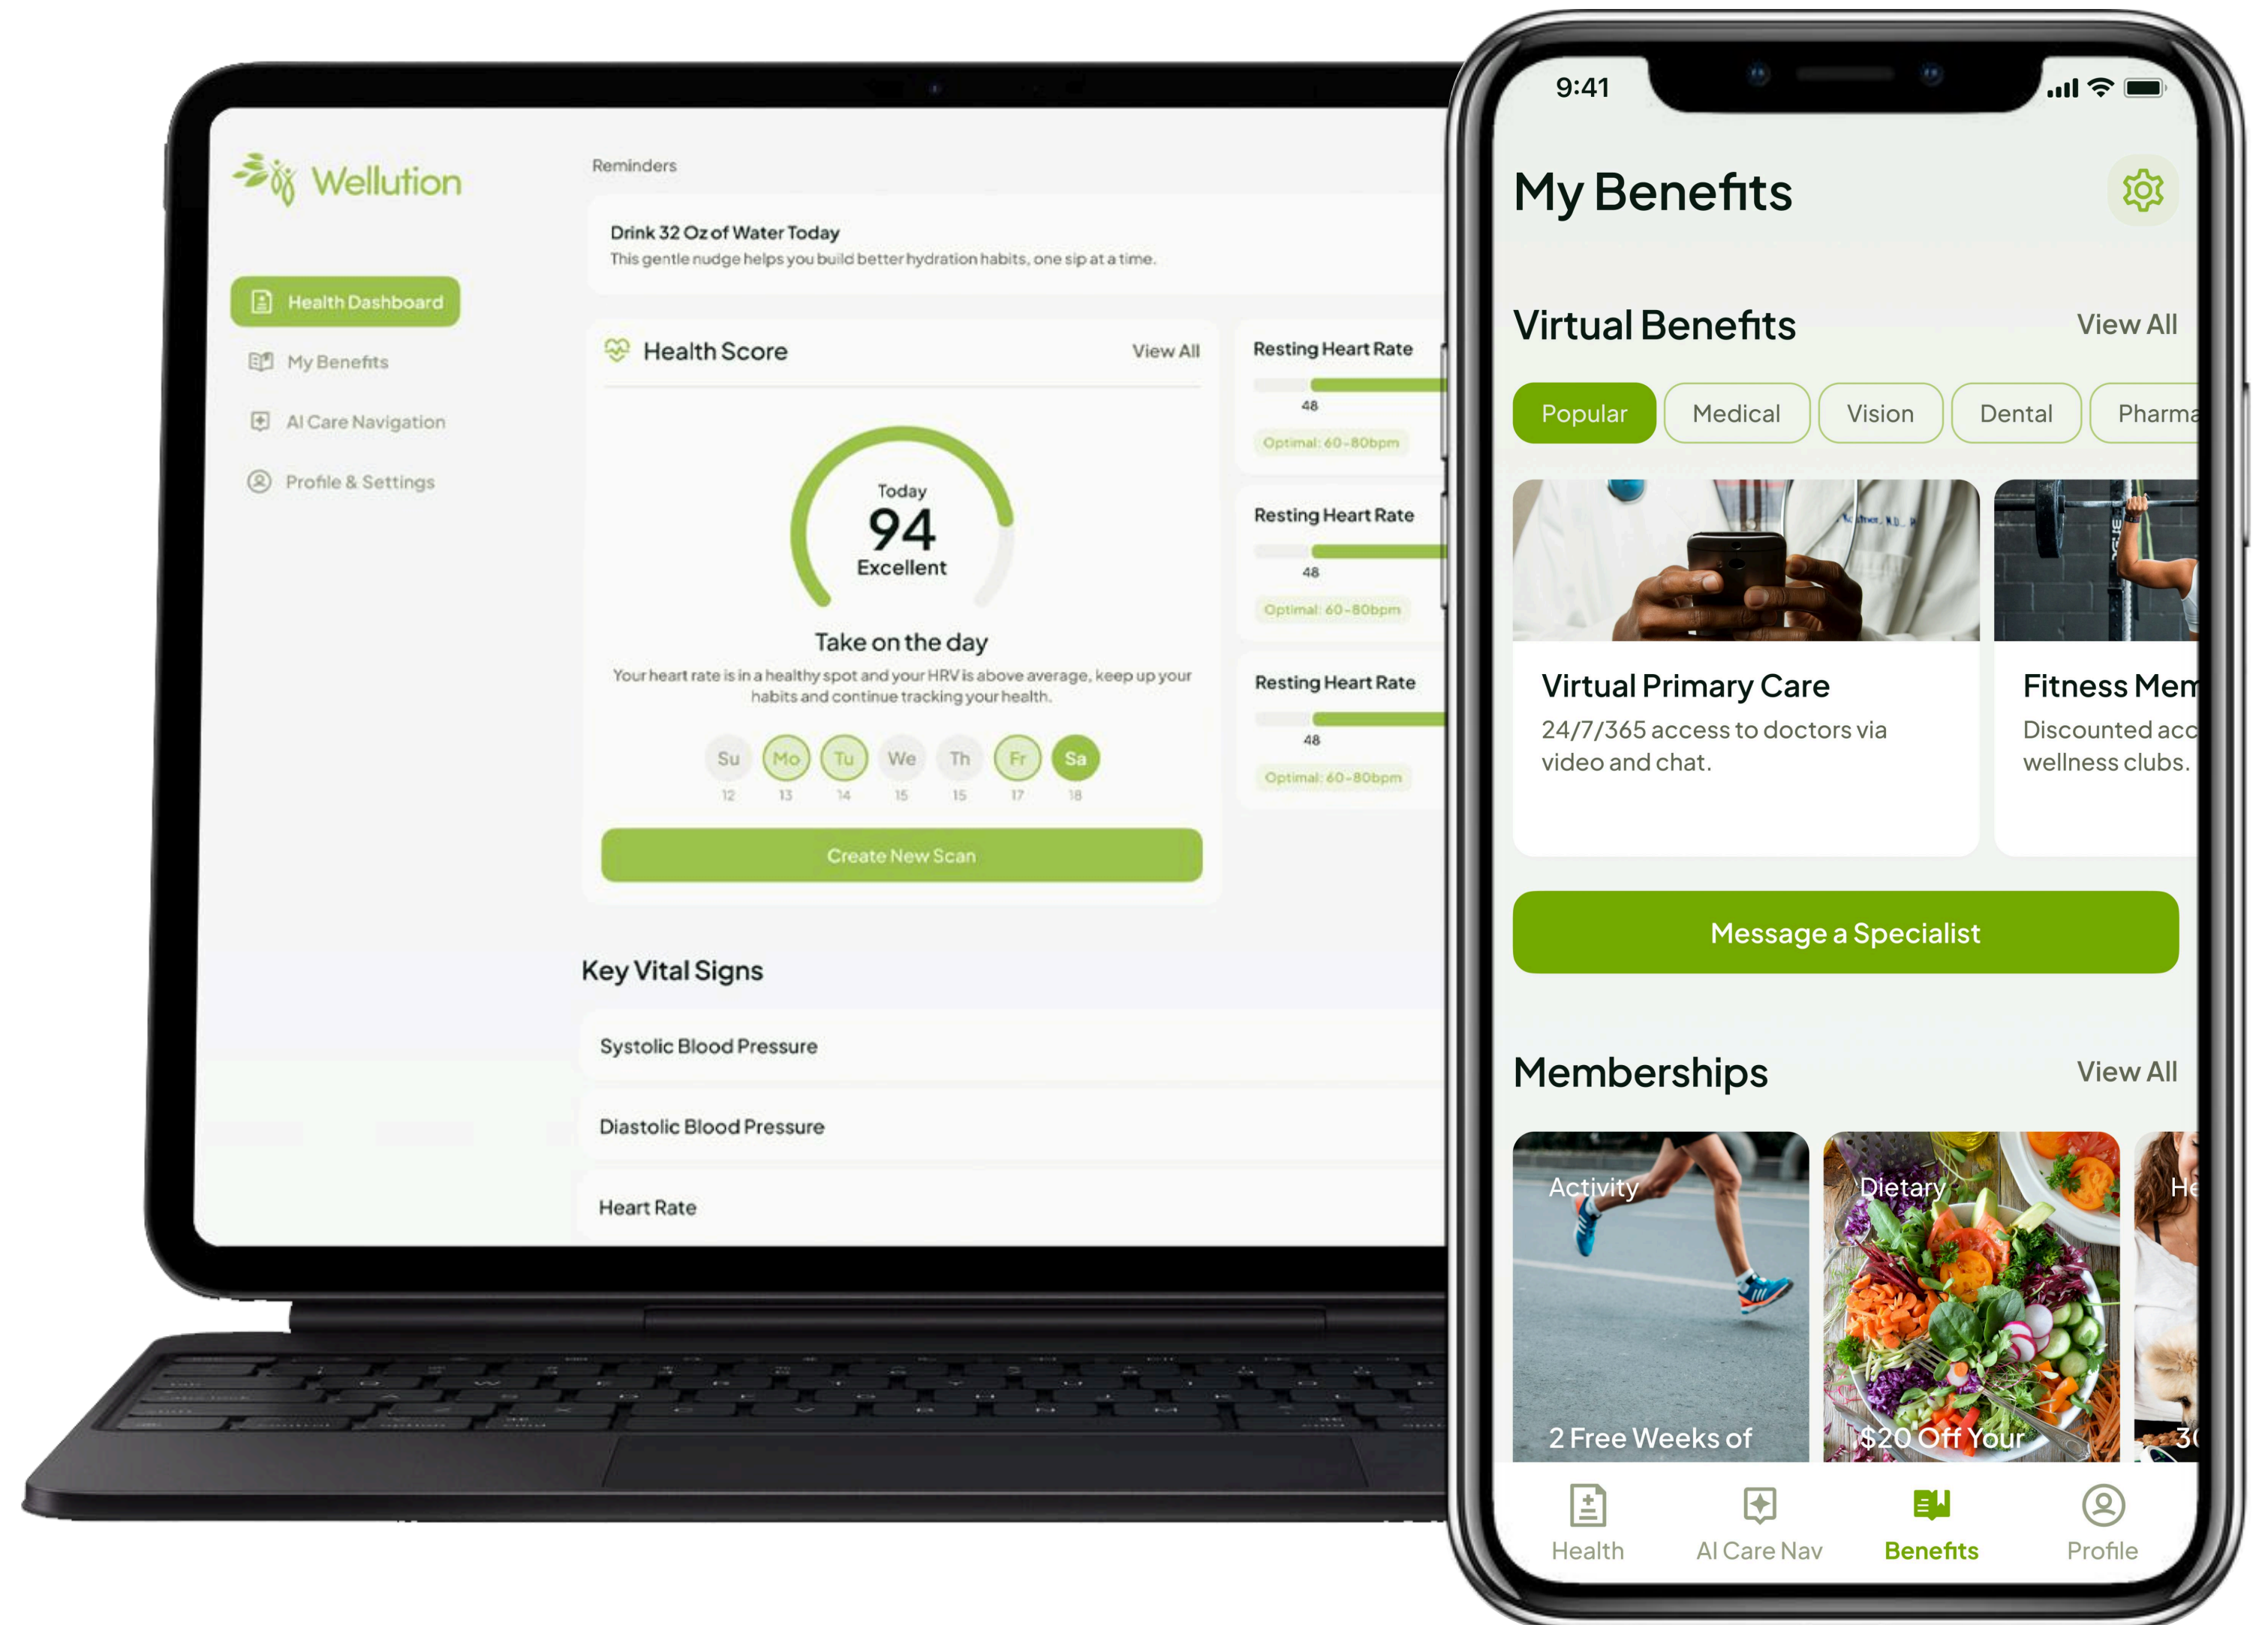 Wellution
Health Dashboard
My Benefits
AI Care Navigation
Profile & Settings
Reminders
Drink 32 Oz of Water Today
This gentle nudge helps you build better hydration habits, one sip at a time.
Health Score
View All
Today
94
Excellent
Take on the day
Your heart rate is in a healthy spot and your HRV is above average, keep up your
habits and continue tracking your health.
Su Mo Tu We Th Fr Sa
12 13 14 15 15 17 18
Create New Scan
Resting Heart Rate
48
Optimal: 60-80bpm
Resting Heart Rate
48
Optimal: 60-80bpm
Resting Heart Rate
48
Optimal: 60-80bpm
Key Vital Signs
Systolic Blood Pressure
Diastolic Blood Pressure
Heart Rate
9:41
My Benefits
Virtual Benefits
View All
Popular
Medical
Vision
Dental
Pharma
Virtual Primary Care
24/7/365 access to doctors via
video and chat.
Fitness Mem
Discounted acc
wellness clubs.
Message a Specialist
Memberships
View All
Activity
2 Free Weeks of
Dietary
$20 Off Your
He
30
Health
AI Care Nav
Benefits
Profile